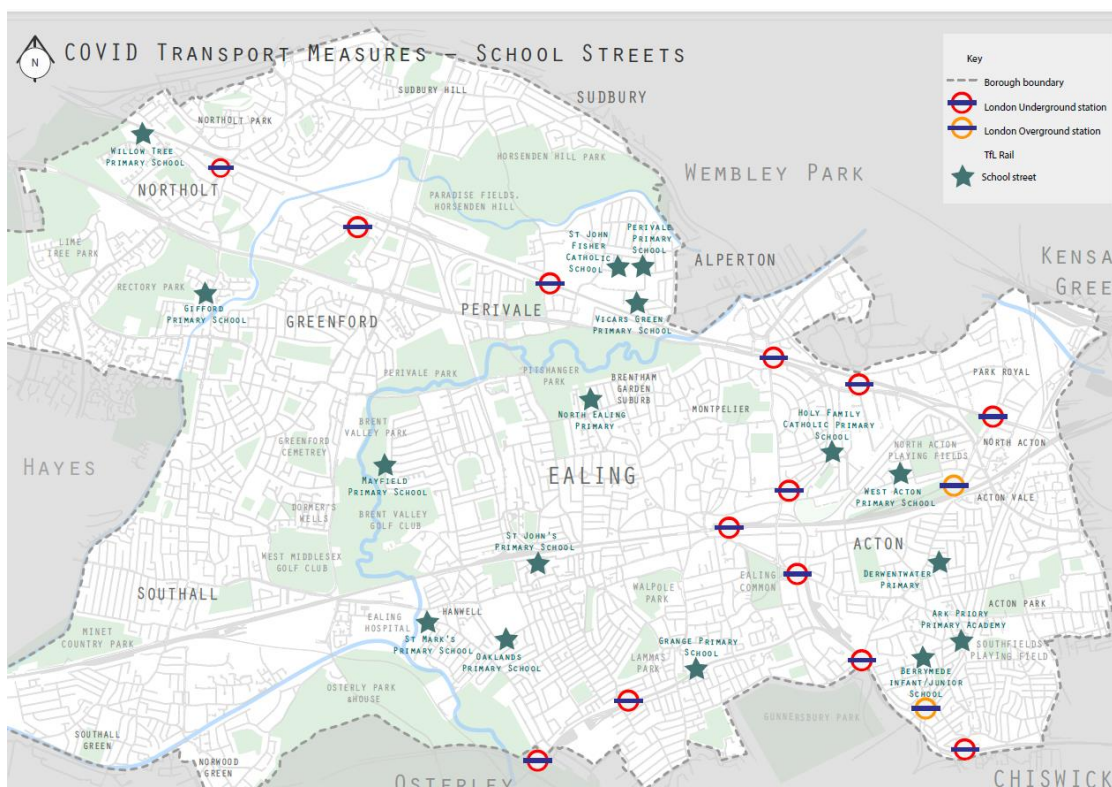 COVID TRANSPORT MEASURES – SCHOOL STREETS
N
Key
Borough boundary
London Underground station
London Overground station
TfL Rail
School street
SUDBURY HILL
SUDBURY
NORTHOLT PARK
WILLOW TREE
PRIMARY SCHOOL
HORSENDEN HILL PARK
WEMBLEY PARK
NORTHOLT
PARADISE FIELDS,
HORSENDEN HILL
ST JOHN
FISHER
CATHOLIC
SCHOOL
PERIVALE
PRIMARY
SCHOOL
LIME
TREE PARK
ALPERTON
KENSA
GREE
RECTORY PARK
GIFFORD
PRIMARY SCHOOL
GREENFORD
PERIVALE
VICARS GREEN
PRIMARY SCHOOL
PERIVALE PARK
PITSHANGER
PARK
BRENTHAM
GARDEN
SUBURB
PARK ROYAL
NORTH EALING
PRIMARY
MONTPELIER
HOLY FAMILY
CATHOLIC PRIMARY
SCHOOL
BRENT
VALLEY PARK
GREENFORD
CEMETREY
NORTH ACTON
PLAYING FIELDS
NORTH ACTON
HAYES
MAYFIELD
PRIMARY SCHOOL
EALING
WEST ACTON
PRIMARY SCHOOL
ACTON VALE
DORMER'S
WELLS
BRENT VALLEY
GOLF CLUB
ST JOHN'S
PRIMARY SCHOOL
WEST MIDDLESEX
GOLF CLUB
ACTON
SOUTHALL
WALPOLE
PARK
EALING
COMMON
DERWENTWATER
PRIMARY
ACTON PARK
HANWELL
EALING
HOSPITAL
ST MARK'S
PRIMARY SCHOOL
OAKLANDS
PRIMARY SCHOOL
GRANGE PRIMARY
SCHOOL
ARK PRIORY
PRIMARY ACADEMY
MINET
COUNTRY PARK
LAMMAS
PARK
SOUTHFIELDS
PLAYING FIELD
BERRYMEDE
INFANT/JUNIOR
SCHOOL
OSTERLY PARK
&HOUSE
GUNNERSBURY PARK
SOUTHALL
GREEN
NORWOOD
GREEN
OSTERLEY
CHISWICK